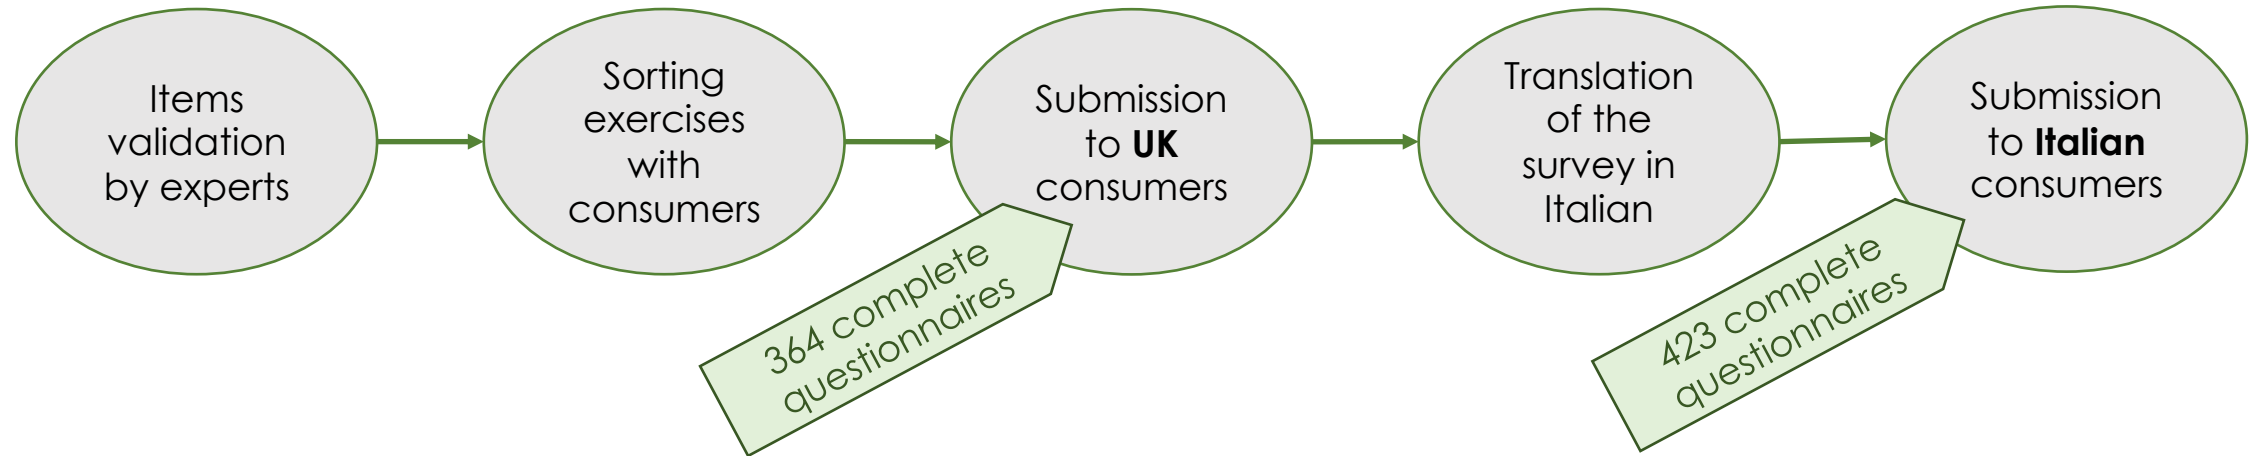 Items
validation
by experts
Sorting
exercises
with
consumers
Submission
to UK
consumers
364 complete
questionnaires
Translation
of the
survey in
Italian
Submission
to Italian
consumers
423 complete
questionnaires